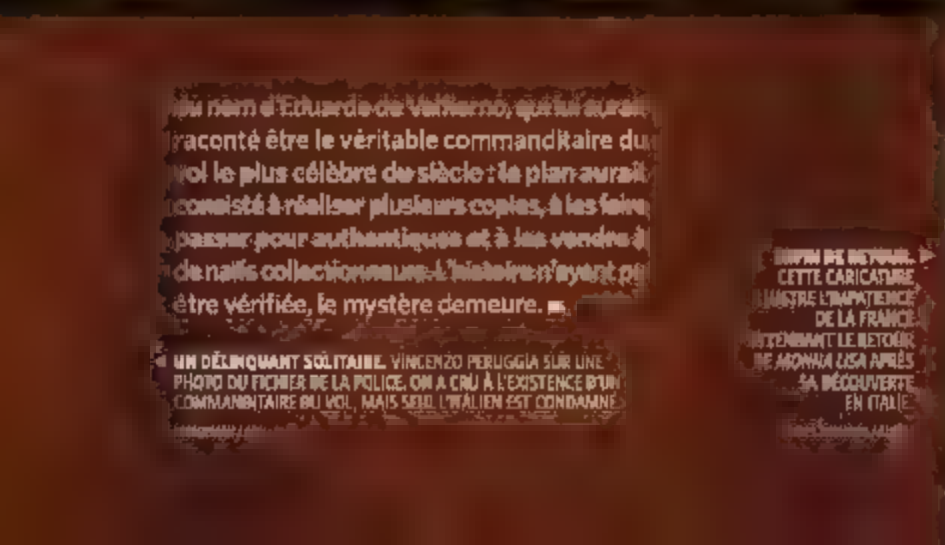 du nom d'Eduardo de Valfierno, qui lui aurait
raconté être le véritable commanditaire du
vol le plus célèbre du siècle : le plan aurait
consisté à réaliser plusieurs copies, à les faire
passer pour authentiques et à les vendre à
de naïfs collectionneurs. L'histoire n'ayant pu
être vérifiée, le mystère demeure.
UN DÉLINQUANT SOLITAIRE. VINCENZO PERUGGIA SUR UNE
PHOTO DU FICHIER DE LA POLICE. ON A CRU À L'EXISTENCE D'UN
COMMANDITAIRE DU VOL, MAIS SEUL L'ITALIEN EST CONDAMNÉ.
DE RETOUR.
CETTE CARICATURE
ILLUSTRE L'IMPATIENCE
DE LA FRANCE
ATTENDANT LE RETOUR
DE MONNA LISA APRÈS
SA DÉCOUVERTE
EN ITALIE.